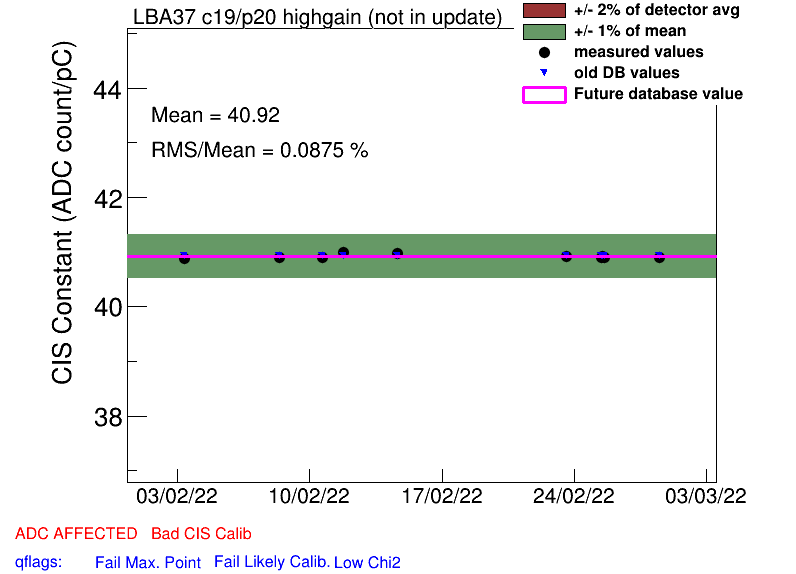 LBA37 c19/p20 highgain (not in update)
+/- 2% of detector avg
+/- 1% of mean
measured values
old DB values
Future database value
Mean = 40.92
RMS/Mean = 0.0875 %
CIS Constant (ADC count/pC)
44
42
40
38
03/02/22 10/02/22 17/02/22 24/02/22 03/03/22
ADC AFFECTED Bad CIS Calib
qflags: Fail Max. Point Fail Likely Calib. Low Chi2